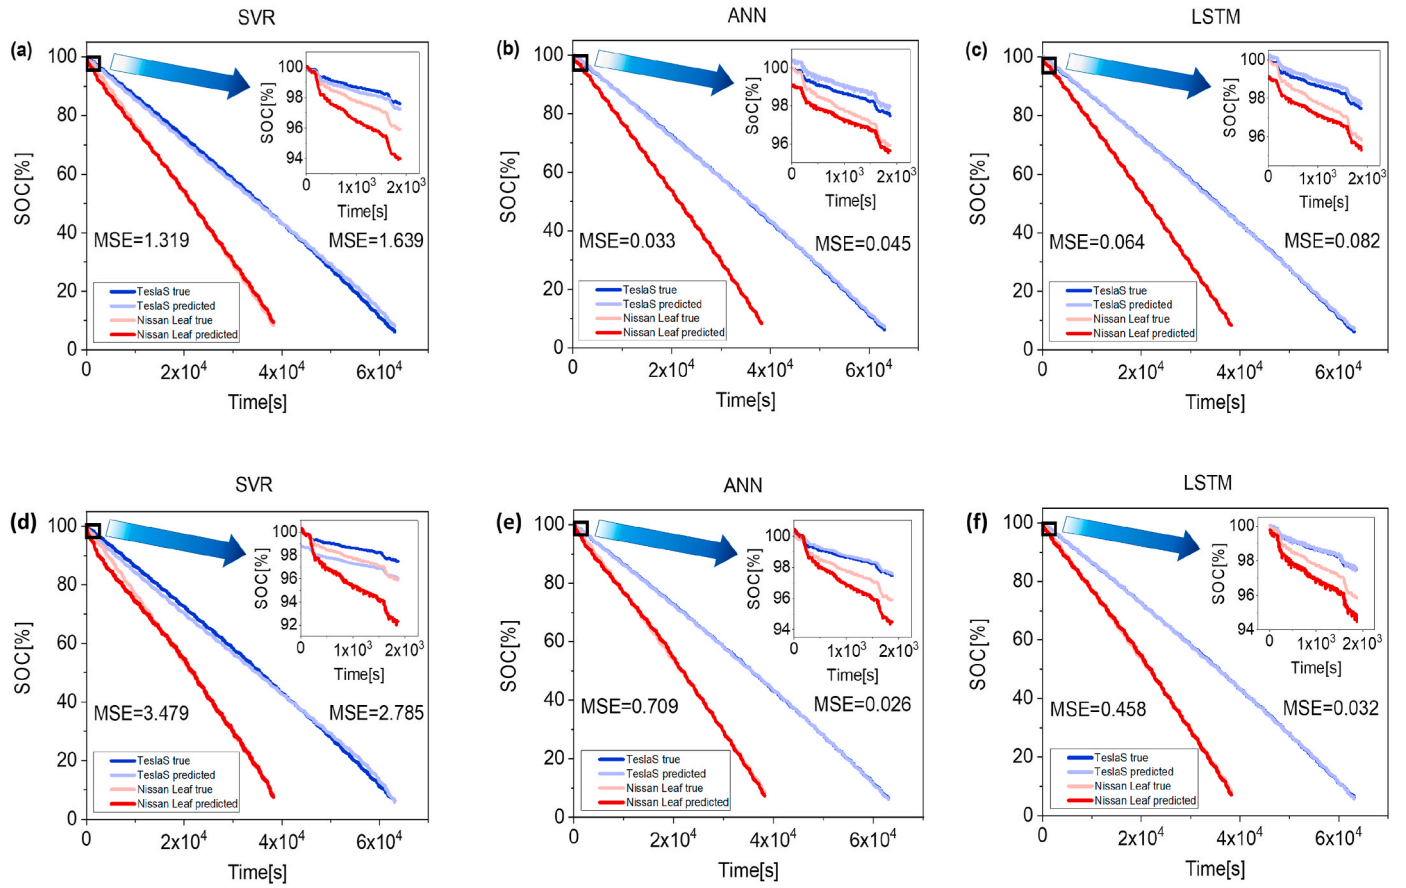 SVR
(a)
100
80
60
40
20
0
SOC[%]
0
2x10⁴
4x10⁴
6x10⁴
Time[s]
MSE=1.319
MSE=1.639
TeslaS true
TeslaS predicted
Nissan Leaf true
Nissan Leaf predicted
SOC[%]
100
98
96
94
0
1x10³
2x10³
Time[s]
ANN
(b)
100
80
60
40
20
0
SOC[%]
0
2x10⁴
4x10⁴
6x10⁴
Time[s]
MSE=0.033
MSE=0.045
TeslaS true
TeslaS predicted
Nissan Leaf true
Nissan Leaf predicted
SoC[%]
100
98
96
0
1x10³
2x10³
Time[s]
LSTM
(c)
100
80
60
40
20
0
SOC[%]
0
2x10⁴
4x10⁴
6x10⁴
Time[s]
MSE=0.064
MSE=0.082
TeslaS true
TeslaS predicted
Nissan Leaf true
Nissan Leaf predicted
SOC[%]
100
98
96
0
1x10³
2x10³
Time[s]
SVR
(d)
100
80
60
40
20
0
SOC[%]
0
2x10⁴
4x10⁴
6x10⁴
Time[s]
MSE=3.479
MSE=2.785
TeslaS true
TeslaS predicted
Nissan Leaf true
Nissan Leaf predicted
SOC[%]
100
98
96
94
92
0
1x10³
2x10³
Time[s]
ANN
(e)
100
80
60
40
20
0
SOC[%]
0
2x10⁴
4x10⁴
6x10⁴
Time[s]
MSE=0.709
MSE=0.026
TeslaS true
TeslaS predicted
Nissan Leaf true
Nissan Leaf predicted
SOC[%]
100
98
96
94
0
1x10³
2x10³
Time[s]
LSTM
(f)
100
80
60
40
20
0
SOC[%]
0
2x10⁴
4x10⁴
6x10⁴
Time[s]
MSE=0.458
MSE=0.032
TeslaS true
TeslaS predicted
Nissan Leaf true
Nissan Leaf predicted
SOC[%]
100
98
96
94
0
1x10³
2x10³
Time[s]